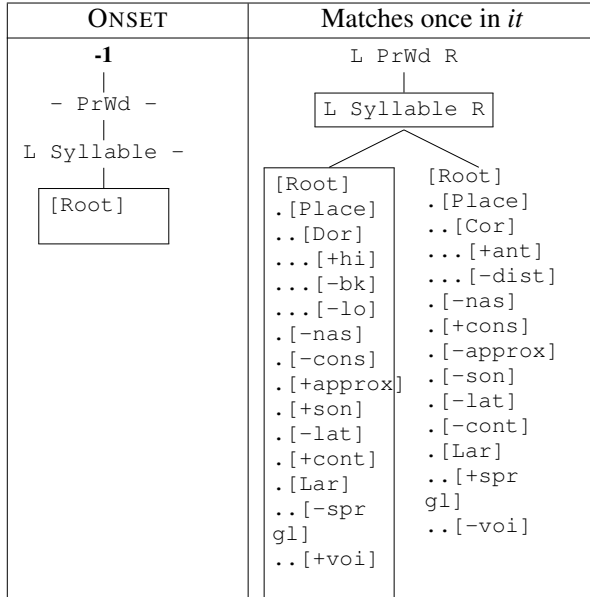 ONSET
Matches once in it
-1
- PrWd -
L Syllable -
[Root]
L PrWd R
L Syllable R
[Root]
.[Place]
..[Dor]
...[+hi]
...[-bk]
...[-lo]
.[-nas]
.[-cons]
.[+approx]
.[+son]
.[-lat]
.[+cont]
.[Lar]
..[-spr
gl]
..[+voi]
[Root]
.[Place]
..[Cor]
...[+ant]
...[-dist]
.[-nas]
.[+cons]
.[-approx]
.[-son]
.[-lat]
.[-cont]
.[Lar]
..[+spr
gl]
..[-voi]